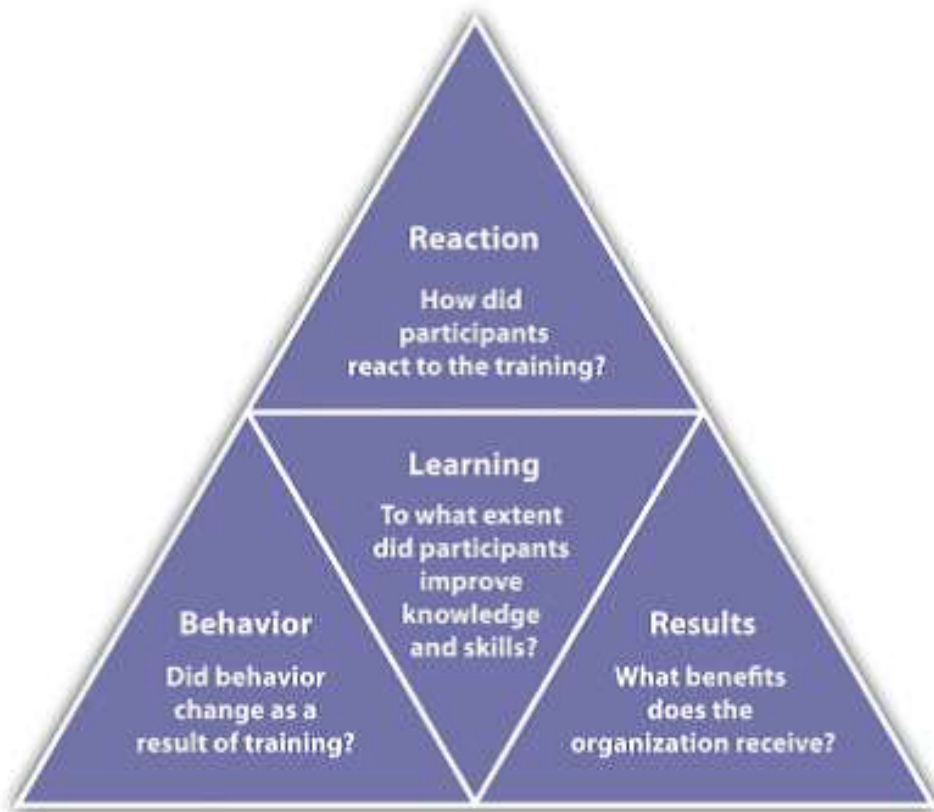 Reaction
How did
participants
react to the training?
Learning
To what extent
did participants
improve
knowledge
and skills?
Behavior
Did behavior
change as a
result of training?
Results
What benefits
does the
organization receive?